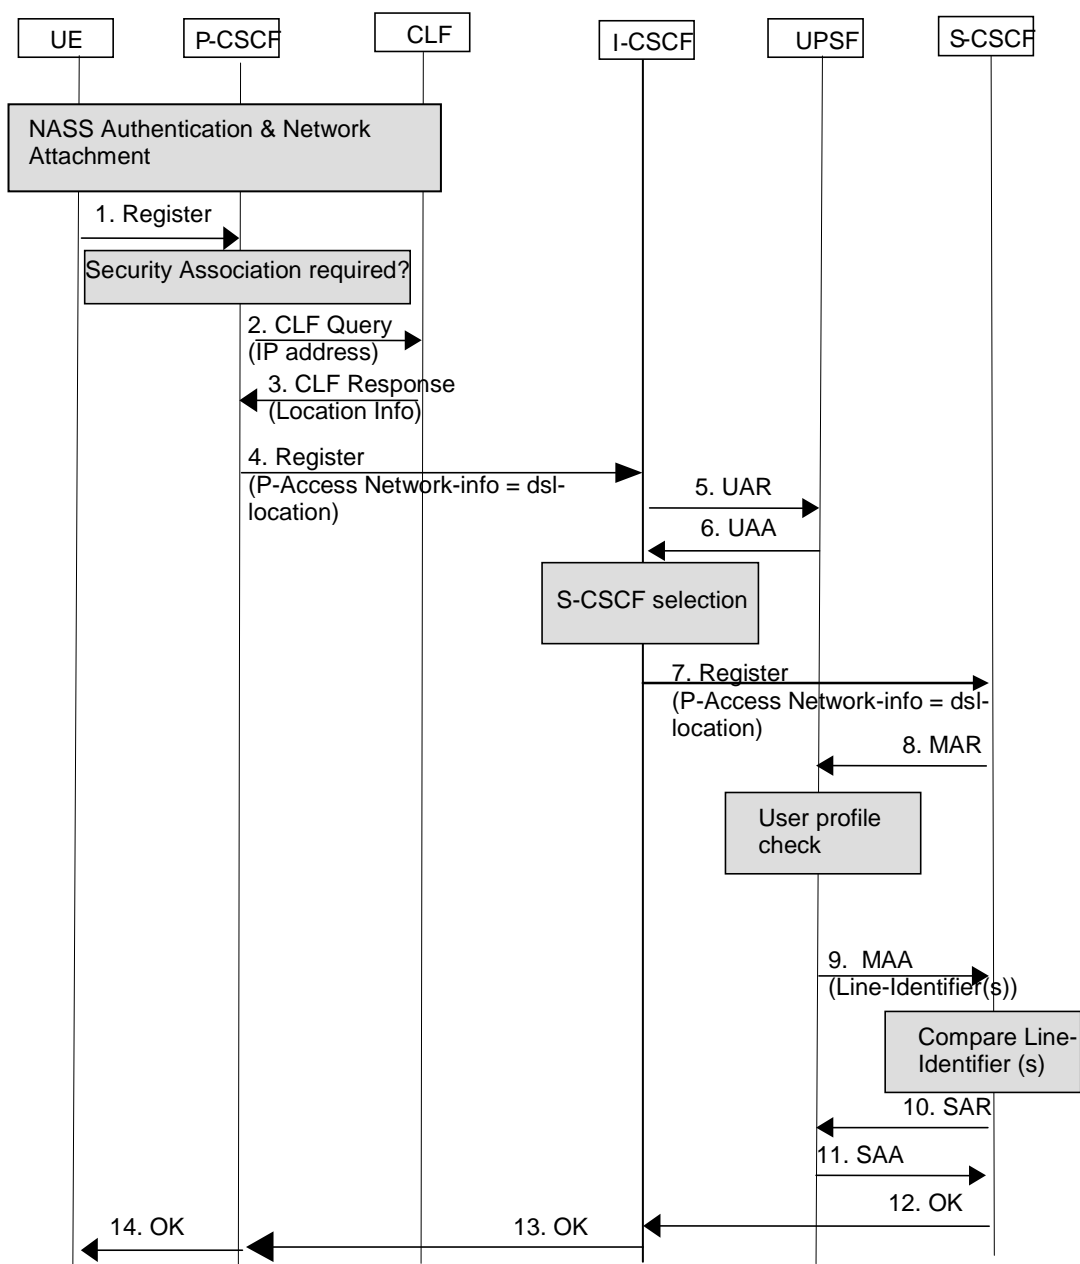 UE
P-CSCF
CLF
I-CSCF
UPSF
S-CSCF
NASS Authentication & Network
Attachment
1. Register
Security Association required?
2. CLF Query
(IP address)
3. CLF Response
(Location Info)
4. Register
(P-Access Network-info = dsl-
location)
5. UAR
6. UAA
S-CSCF selection
7. Register
(P-Access Network-info = dsl-
location)
8. MAR
User profile
check
9. MAA
(Line-Identifier(s))
Compare Line-
Identifier (s)
10. SAR
11. SAA
12. OK
13. OK
14. OK